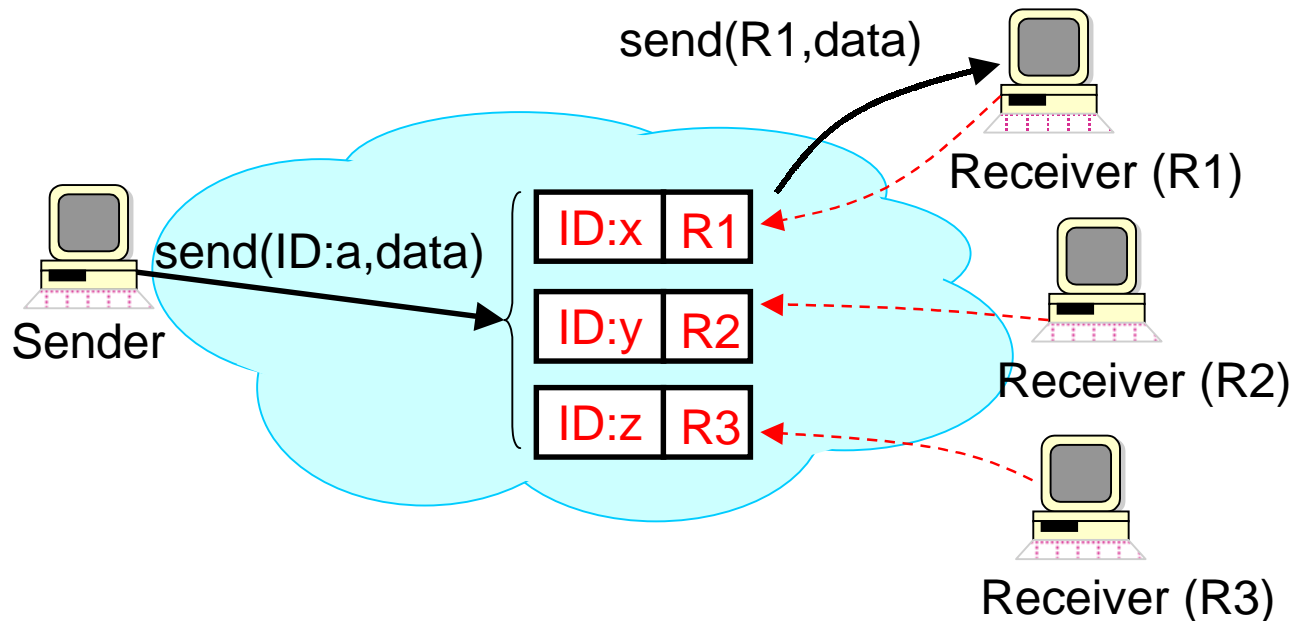 send(R1,data)
Receiver (R1)
ID:x R1
send(ID:a,data)
ID:y R2
Sender
Receiver (R2)
ID:z R3
Receiver (R3)